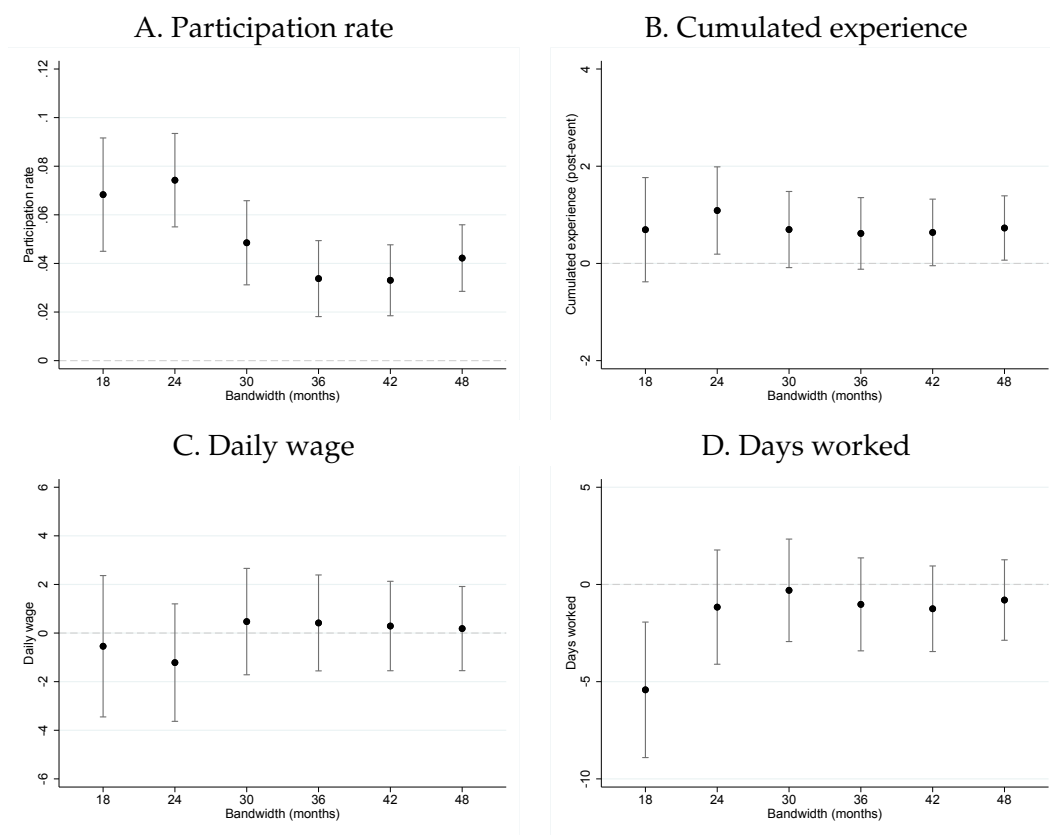 A. Participation rate
Participation rate
0 .02 .04 .06 .08 .1 .12
18 24 30 36 42 48
Bandwidth (months)
B. Cumulated experience
Cumulated experience (post-event)
-2 0 2 4
18 24 30 36 42 48
Bandwidth (months)
C. Daily wage
Daily wage
-6 -4 -2 0 2 4 6
18 24 30 36 42 48
Bandwidth (months)
D. Days worked
Days worked
-10 -5 0 5
18 24 30 36 42 48
Bandwidth (months)